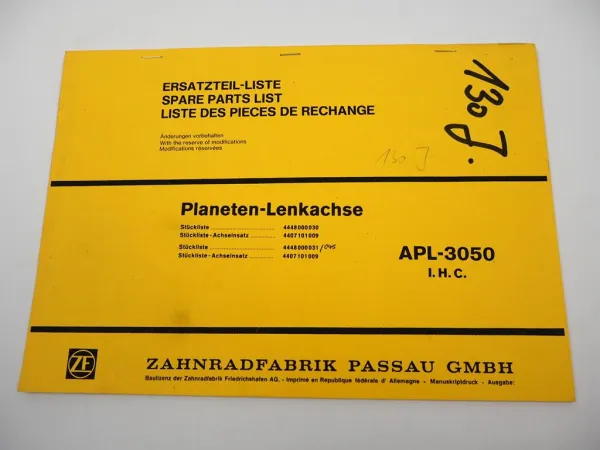 ERSATZTEIL-LISTE
SPARE PARTS LIST
LISTE DES PIECES DE RECHANGE
130 J.
Änderungen vorbehalten
With the reserve of modifications
Modifications réservées
130 J
Planeten-Lenkachse
Stückliste ........................... 4448000030
Stückliste-Achseinsatz .......... 4407101009
Stückliste ........................... 4448000031/045
Stückliste-Achseinsatz .......... 4407101009
APL-3050
I.H.C.
ZF
ZAHNRADFABRIK PASSAU GMBH
Baulizenz der Zahnradfabrik Friedrichshafen AG. - Imprimé en Republique fédérale d' Allemagne - Manuskriptdruck - Ausgabe: